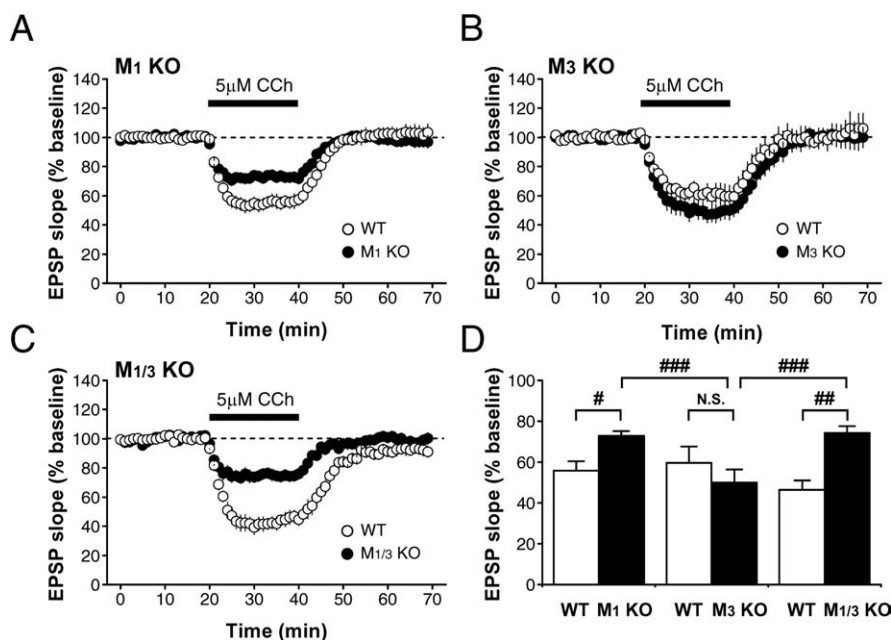 A
M1 KO
5μM CCh
EPSP slope (% baseline)
140
120
100
80
60
40
20
0
WT
M1 KO
0 10 20 30 40 50 60 70
Time (min)
B
M3 KO
5μM CCh
EPSP slope (% baseline)
140
120
100
80
60
40
20
0
WT
M3 KO
0 10 20 30 40 50 60 70
Time (min)
C
M1/3 KO
5μM CCh
EPSP slope (% baseline)
140
120
100
80
60
40
20
0
WT
M1/3 KO
0 10 20 30 40 50 60 70
Time (min)
D
### ###
# N.S. ##
EPSP slope (% baseline)
100
80
60
40
20
0
WT M1 KO WT M3 KO WT M1/3 KO